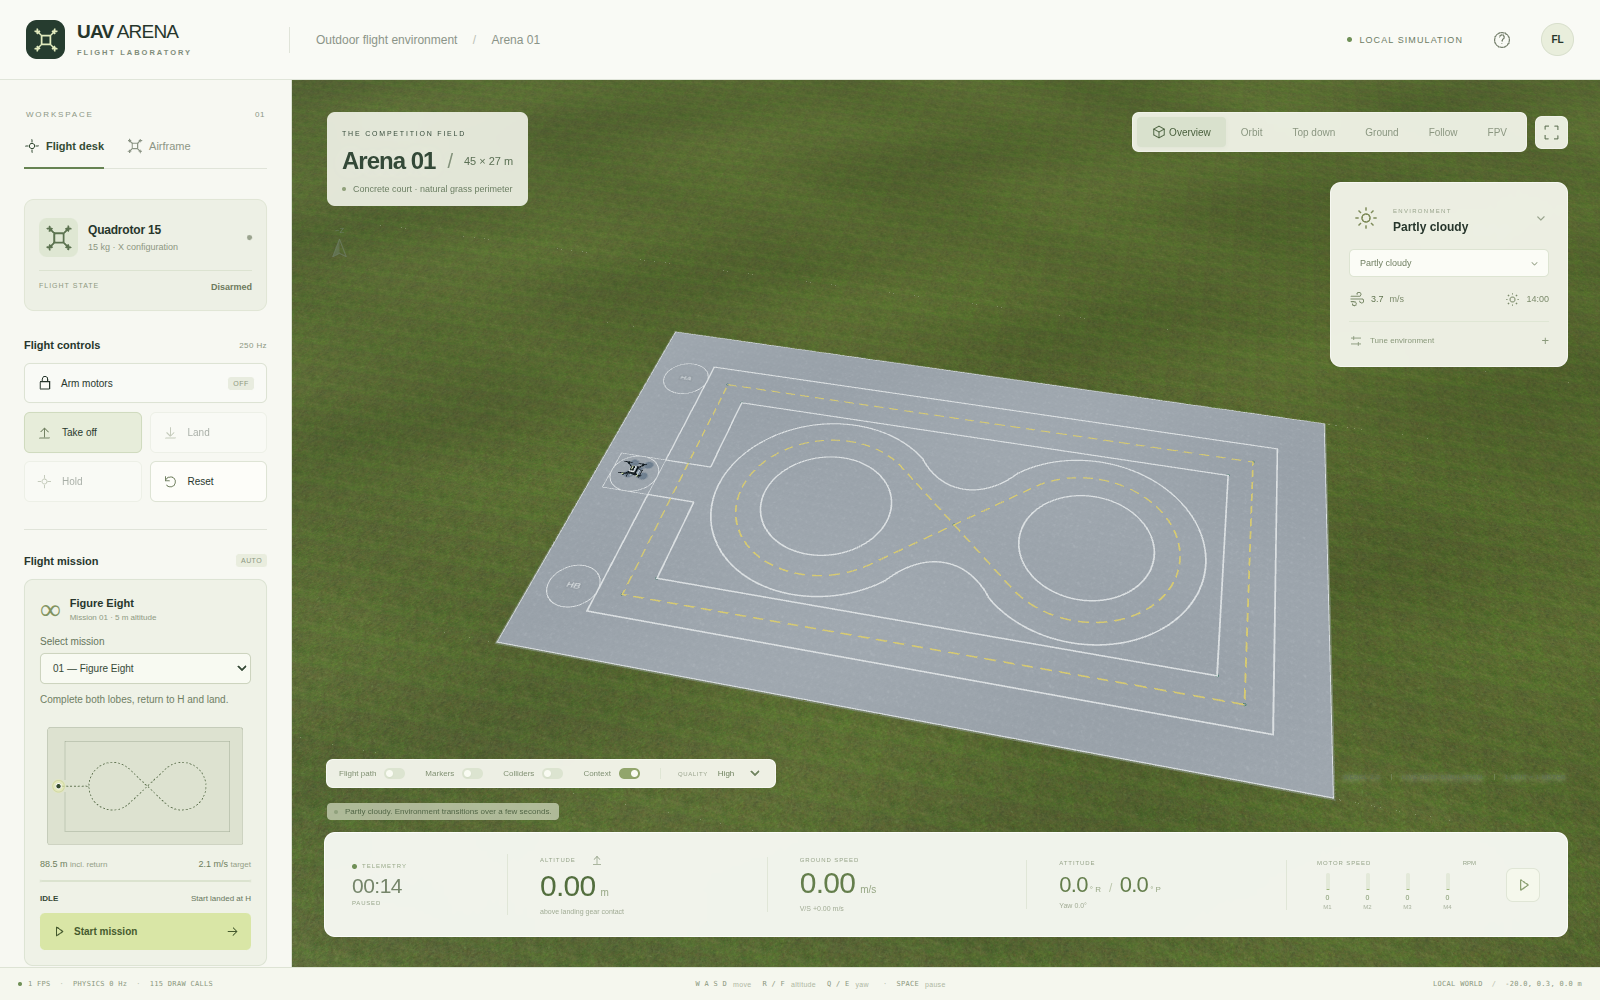 UAV ARENA
FLIGHT LABORATORY
Outdoor flight environment / Arena 01
LOCAL SIMULATION
FL
WORKSPACE 01
Flight desk Airframe
Quadrotor 15
15 kg · X configuration
FLIGHT STATE Disarmed
Flight controls 250 Hz
Arm motors OFF
Take off Land
Hold Reset
Flight mission AUTO
Figure Eight
Mission 01 · 5 m altitude
Select mission
01 — Figure Eight
Complete both lobes, return to H and land.
88.5 m incl. return 2.1 m/s target
IDLE Start landed at H
Start mission
THE COMPETITION FIELD
Arena 01 / 45 × 27 m
Concrete court · natural grass perimeter
Overview Orbit Top down Ground Follow FPV
ENVIRONMENT
Partly cloudy
Partly cloudy
3.7 m/s 14:00
Tune environment +
HA
HB
Flight path Markers Colliders Context QUALITY High
Partly cloudy. Environment transitions over a few seconds.
TELEMETRY
00:14
PAUSED
ALTITUDE
0.00 m
above landing gear contact
GROUND SPEED
0.00 m/s
V/S +0.00 m/s
ATTITUDE
0.0° R / 0.0° P
Yaw 0.0°
MOTOR SPEED RPM
0 0 0 0
M1 M2 M3 M4
1 FPS · PHYSICS 0 Hz · 115 DRAW CALLS
W A S D move R / F altitude Q / E yaw · SPACE pause
LOCAL WORLD / -20.0, 0.3, 0.0 m